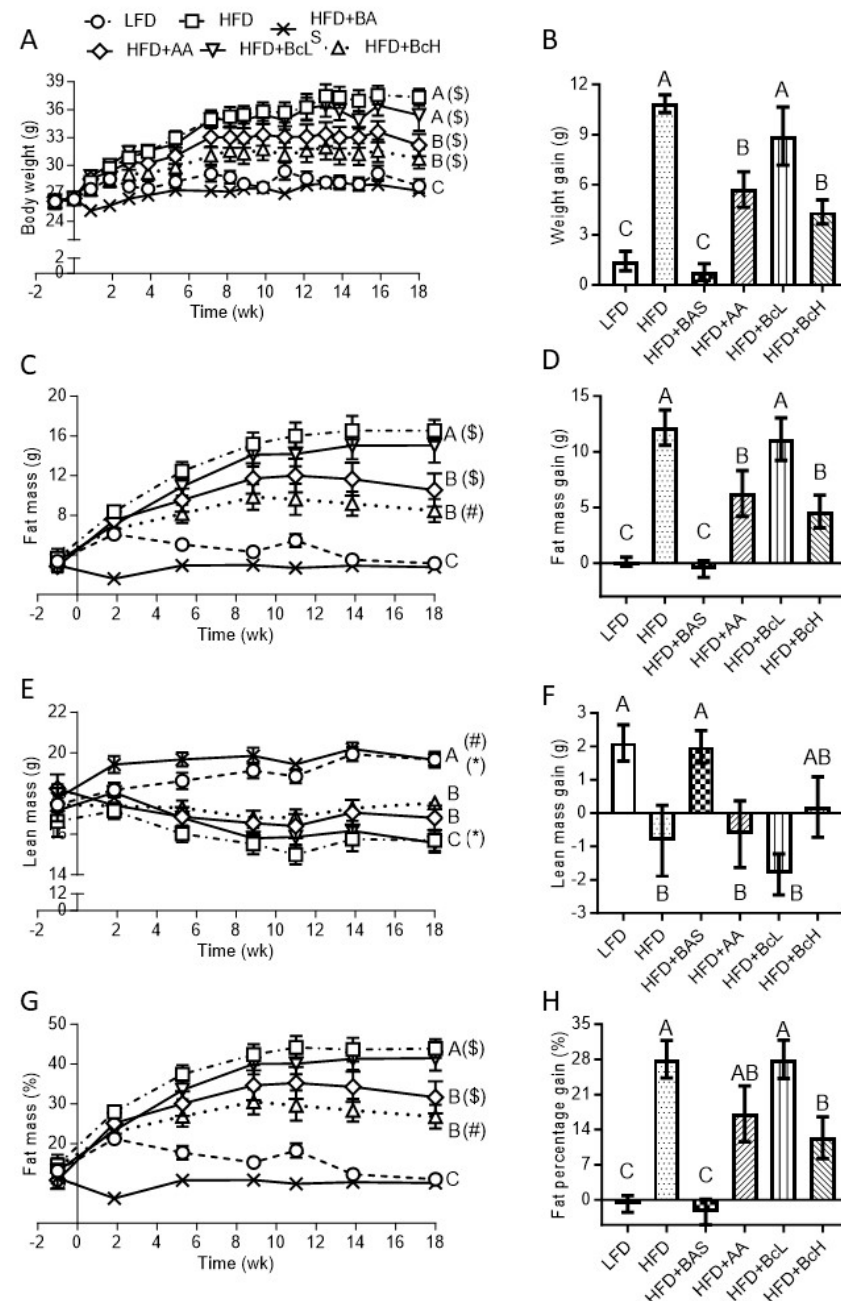 A
LFD HFD HFD+BA
S
HFD+AA HFD+BcL HFD+BcH
Body weight (g)
39
36
33
30
27
24
2
0
A ($)
A ($)
B ($)
B ($)
C
-2 0 2 4 6 8 10 12 14 16 18
Time (wk)
B
Weight gain (g)
12
9
6
3
0
C A C B A B
LFD HFD HFD+BAS HFD+AA HFD+BcL HFD+BcH
C
Fat mass (g)
20
16
12
8
A ($)
B ($)
B (#)
C
-2 0 2 4 6 8 10 12 14 16 18
Time (wk)
D
Fat mass gain (g)
15
10
5
0
C A C B A B
LFD HFD HFD+BAS HFD+AA HFD+BcL HFD+BcH
E
Lean mass (g)
22
20
14
12
0
A (#)
(*)
B
B
C (*)
-2 0 2 4 6 8 10 12 14 16 18
Time (wk)
F
Lean mass gain (g)
3
2
1
0
-1
-2
-3
A B A B B AB
LFD HFD HFD+BAS HFD+AA HFD+BcL HFD+BcH
G
Fat mass (%)
50
40
30
20
A ($)
B ($)
B (#)
C
-2 0 2 4 6 8 10 12 14 16 18
Time (wk)
H
Fat percentage gain (%)
35
28
21
14
7
0
C A C AB A B
LFD HFD HFD+BAS HFD+AA HFD+BcL HFD+BcH